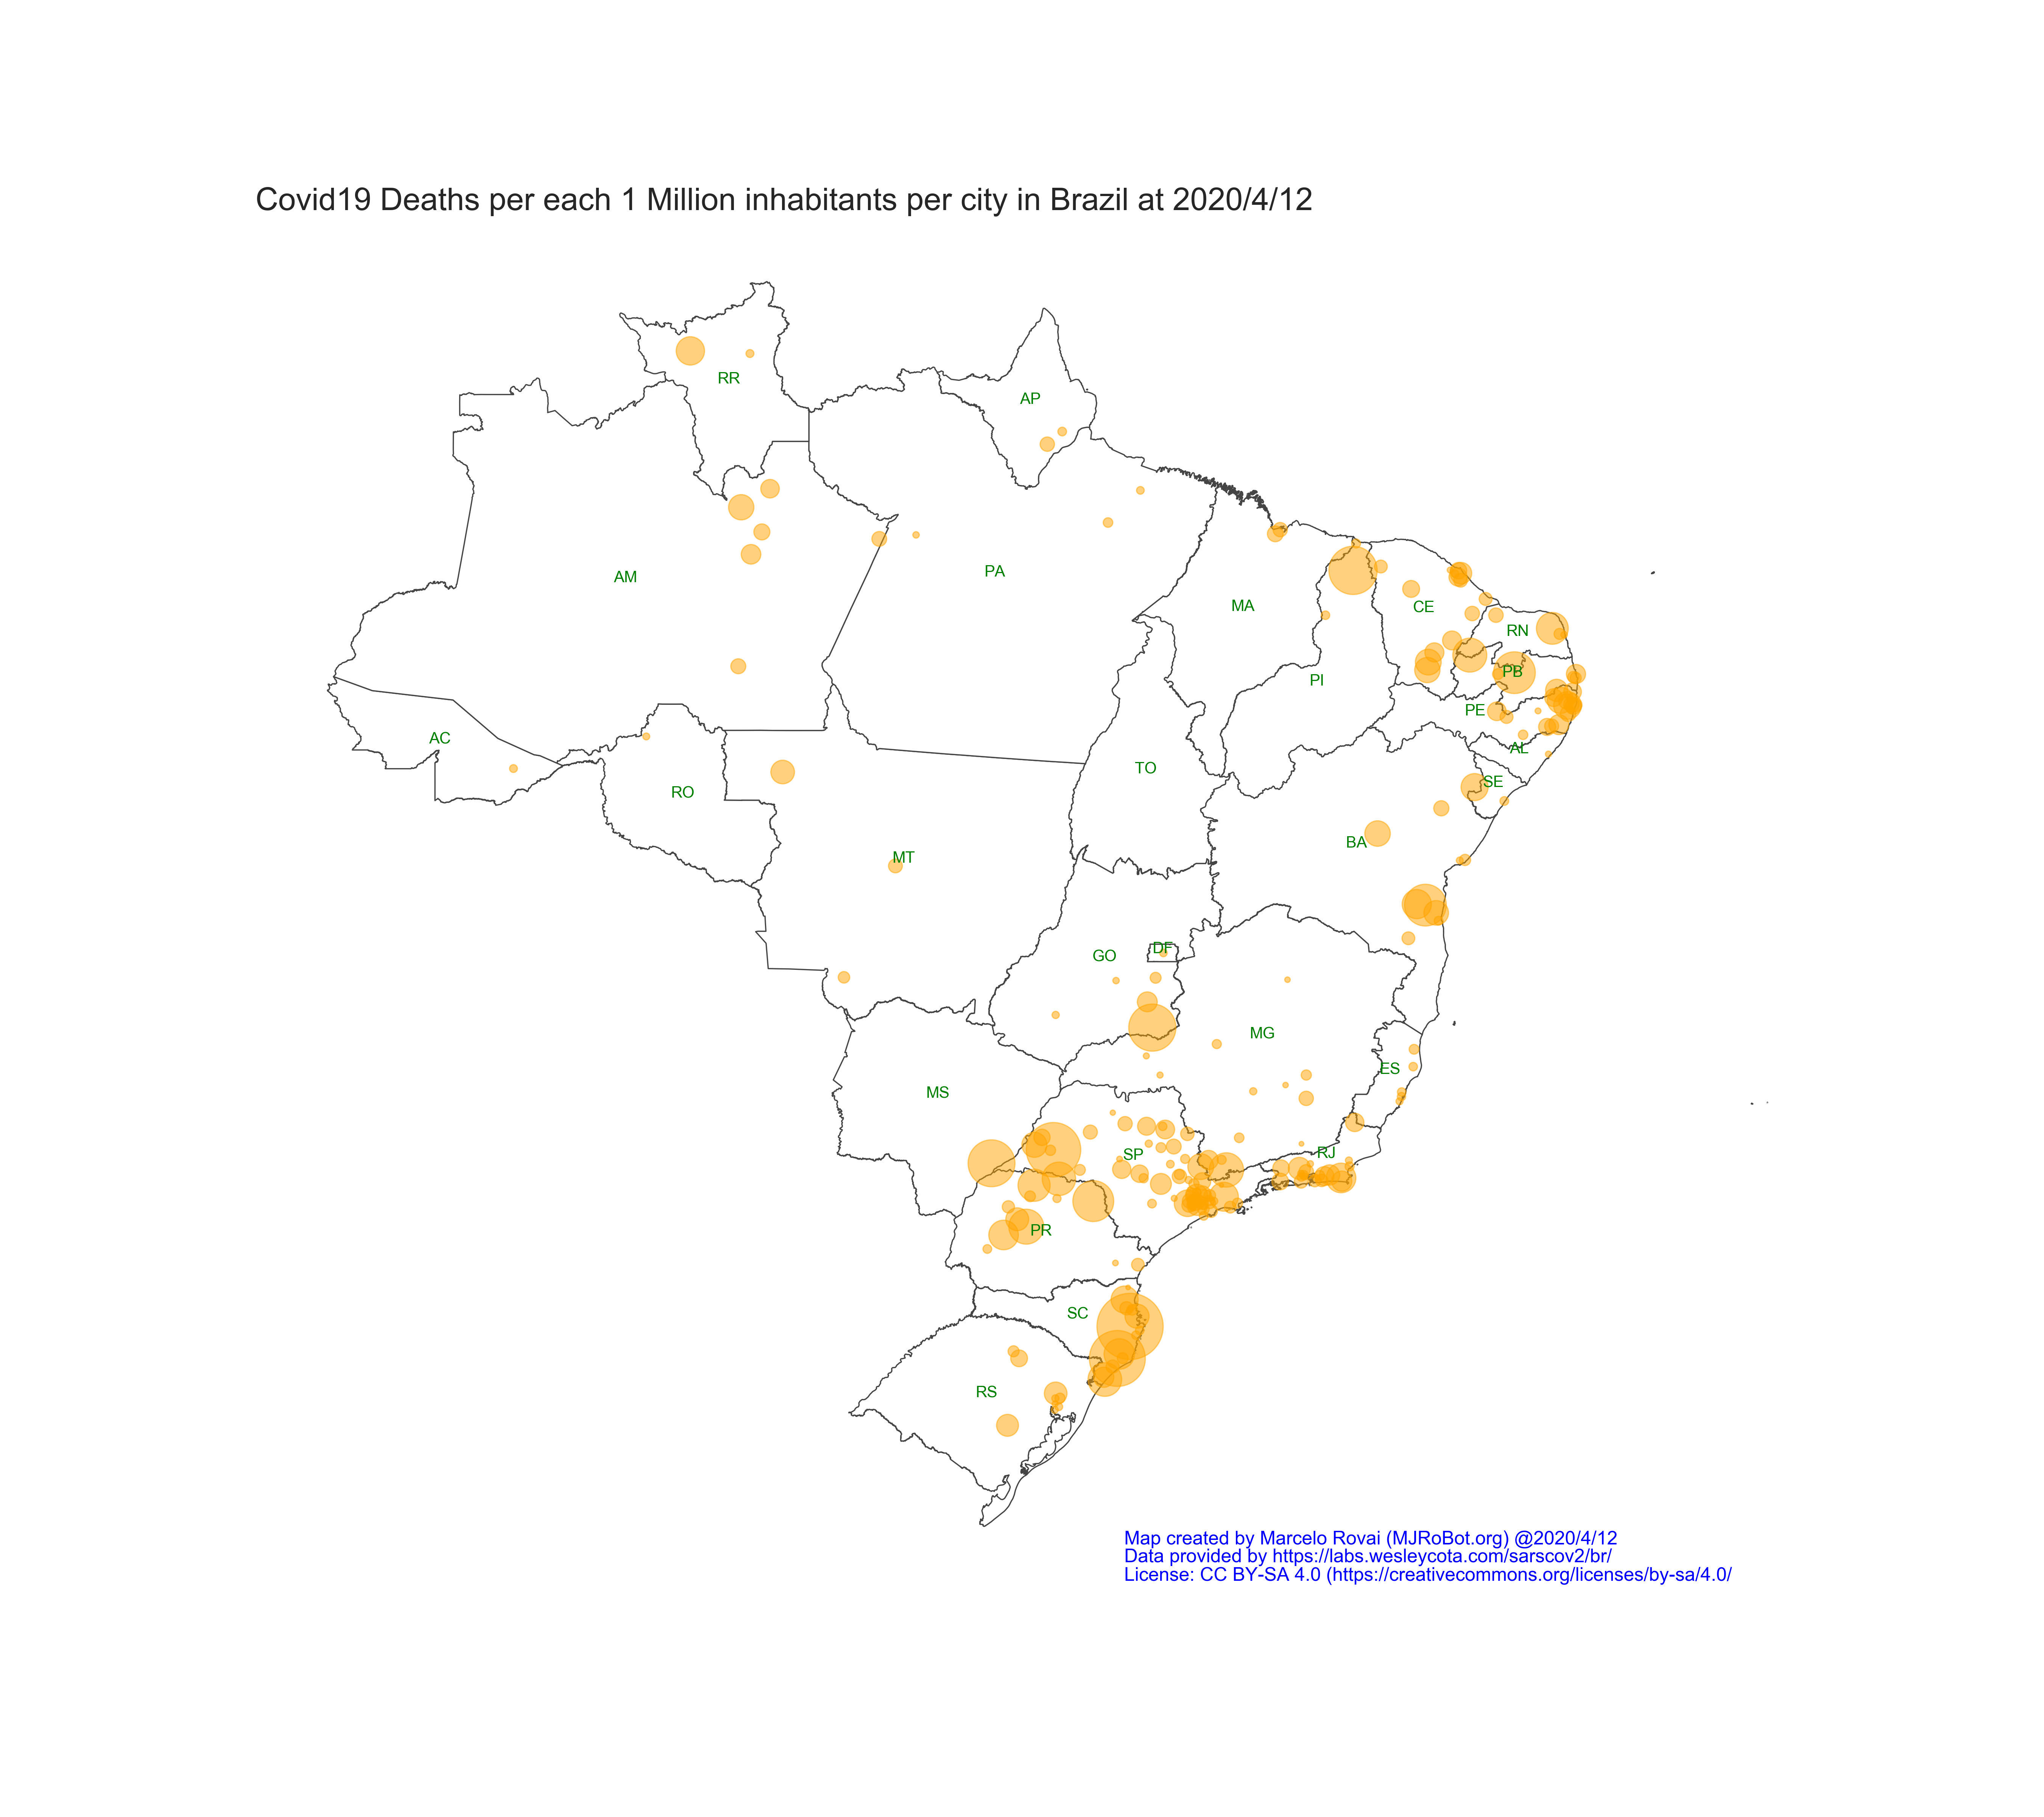 Covid19 Deaths per each 1 Million inhabitants per city in Brazil at 2020/4/12
RR
AP
AM
PA
MA
CE
RN
PB
PI
PE
AC
AL
TO
SE
RO
BA
MT
DF
GO
MG
ES
MS
RJ
SP
PR
SC
RS
Map created by Marcelo Rovai (MJRoBot.org) @2020/4/12
Data provided by https://labs.wesleycota.com/sarscov2/br/
License: CC BY-SA 4.0 (https://creativecommons.org/licenses/by-sa/4.0/